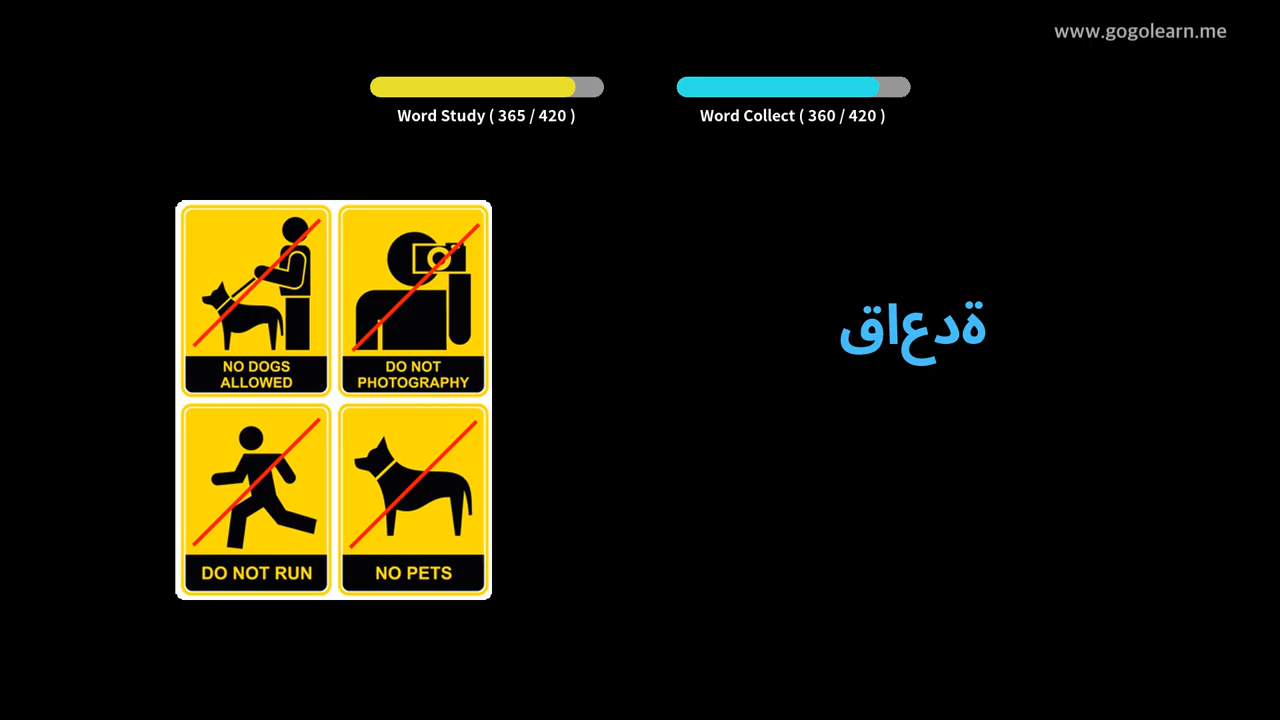 www.gogolearn.me
Word Study ( 365 / 420 )
Word Collect ( 360 / 420 )
NO DOGS
ALLOWED
DO NOT
PHOTOGRAPHY
DO NOT RUN
NO PETS
قاعدة